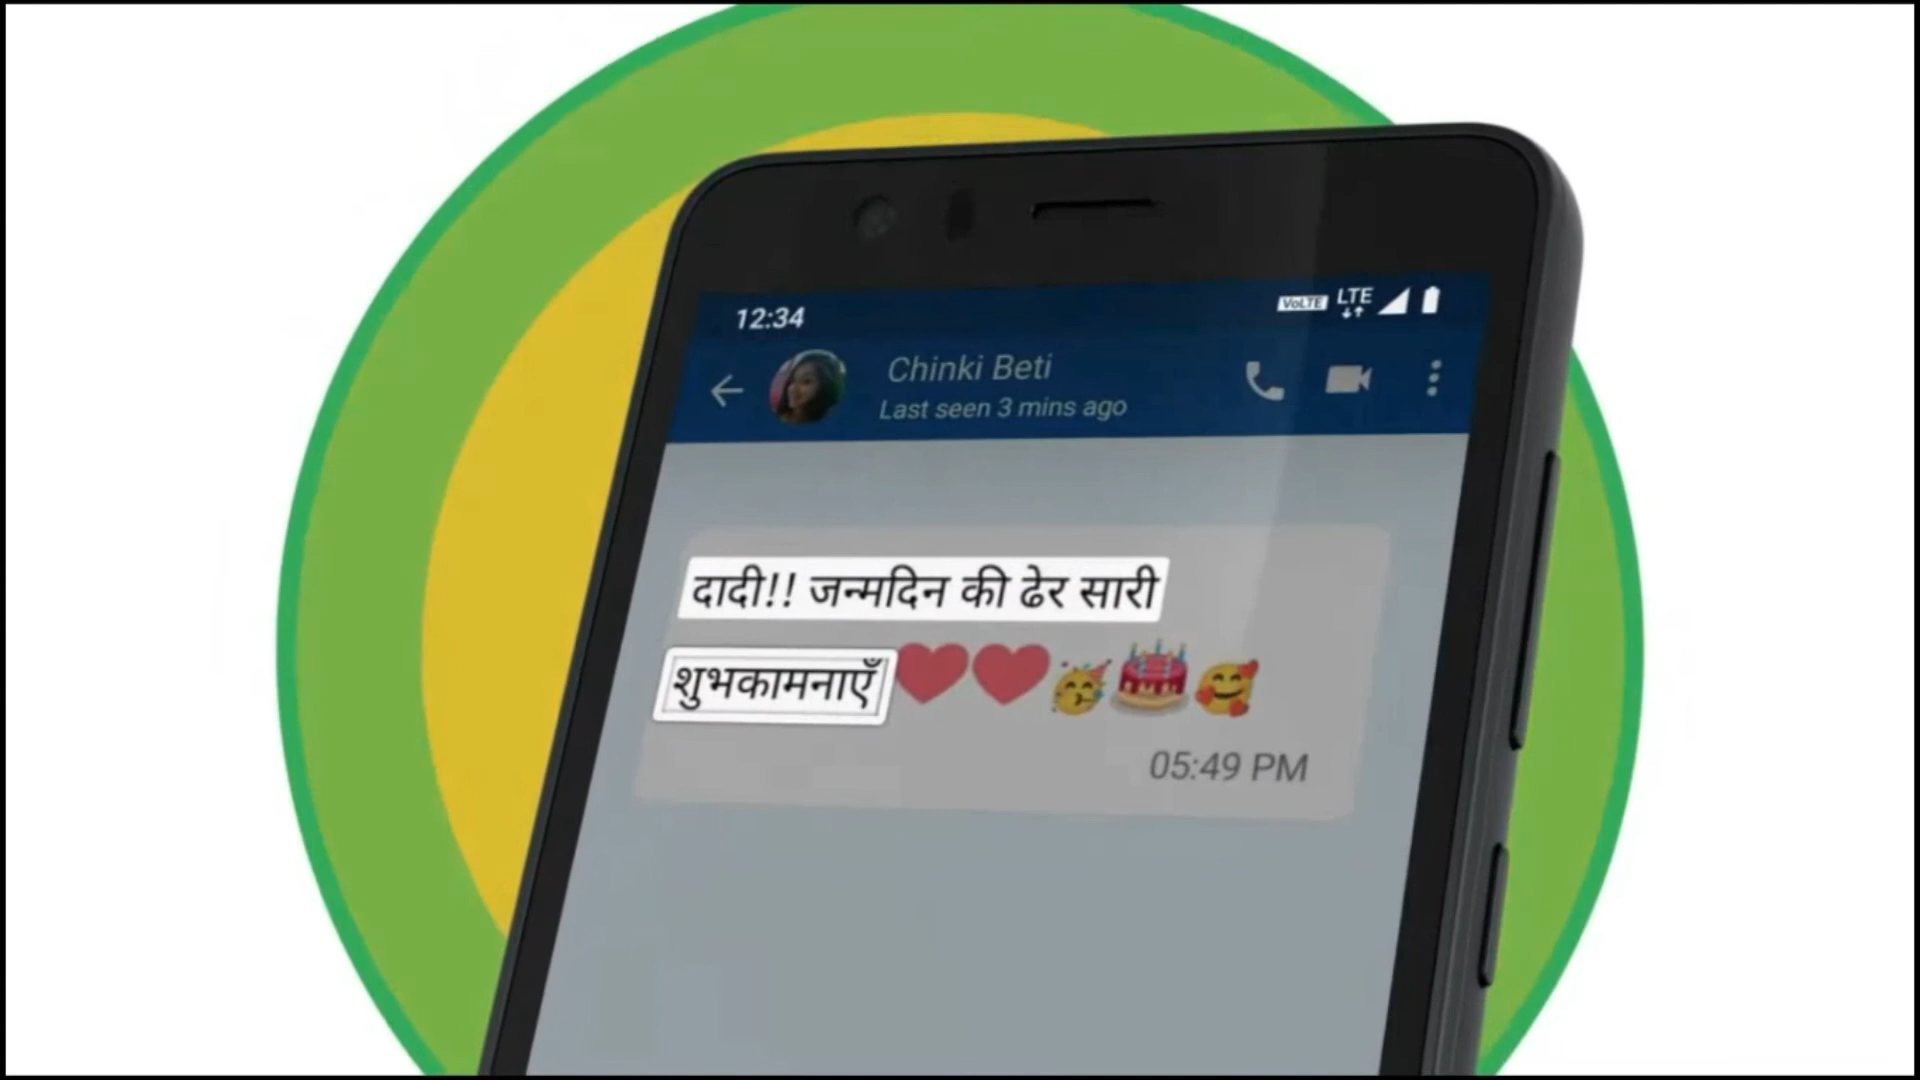 12:34 VoLTE LTE
Chinki Beti
Last seen 3 mins ago
दादी!! जन्मदिन की ढेर सारी
शुभकामनाएँ❤️❤️🥳🎂🥰
05:49 PM